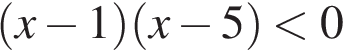 (x − 1)(x − 5) < 0